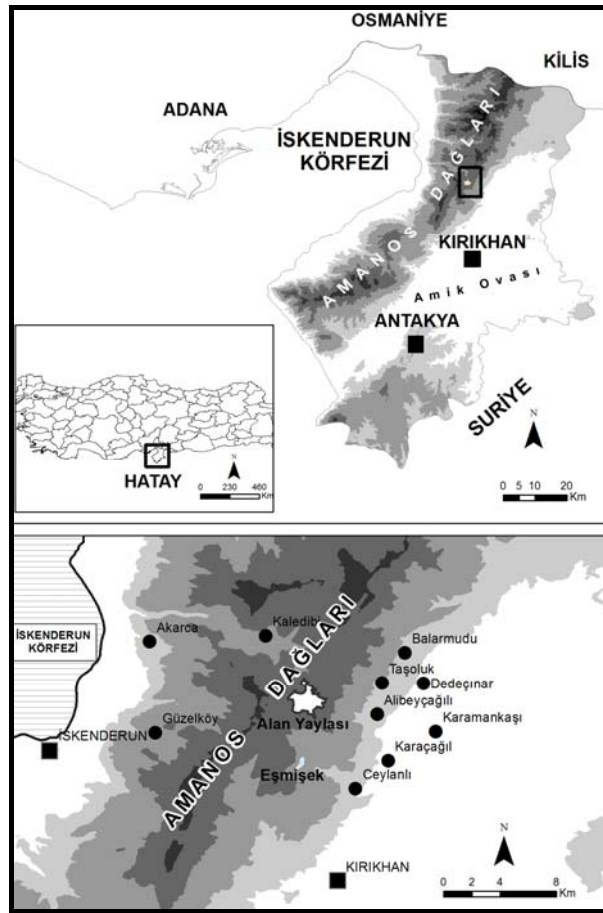 OSMANİYE
KİLİS
ADANA
İSKENDERUN
KÖRFEZİ
AMANOS DAĞLARI
KIRIKHAN
Amik Ovası
ANTAKYA
SURİYE
N
0 5 10 20
Km
N
HATAY
0 230 460
Km
İSKENDERUN
KÖRFEZİ
Akarca
Kaledibi
AMANOS DAĞLARI
Balarmudu
Taşoluk
Dedeçınar
Alibeyçağılı
Alan Yaylası
Karamankaşı
Güzelköy
İSKENDERUN
Karaçağıl
Eşmişek
Ceylanlı
KIRIKHAN
N
0 2 4 8
Km